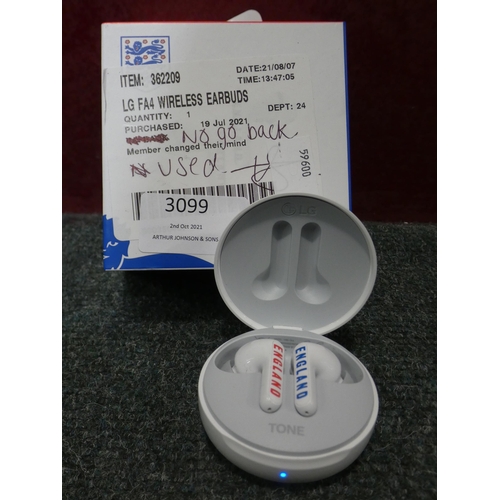 ITEM: 362209 DATE:21/08/07
TIME:13:47:05
LG FA4 WIRELESS EARBUDS
QUANTITY: 1 DEPT: 24
PURCHASED: 19 Jul 2021
No go back
Member changed their mind
used
59600
3099
2nd Oct 2021
ARTHUR JOHNSON & SONS
LG
ENGLAND
ENGLAND
TONE